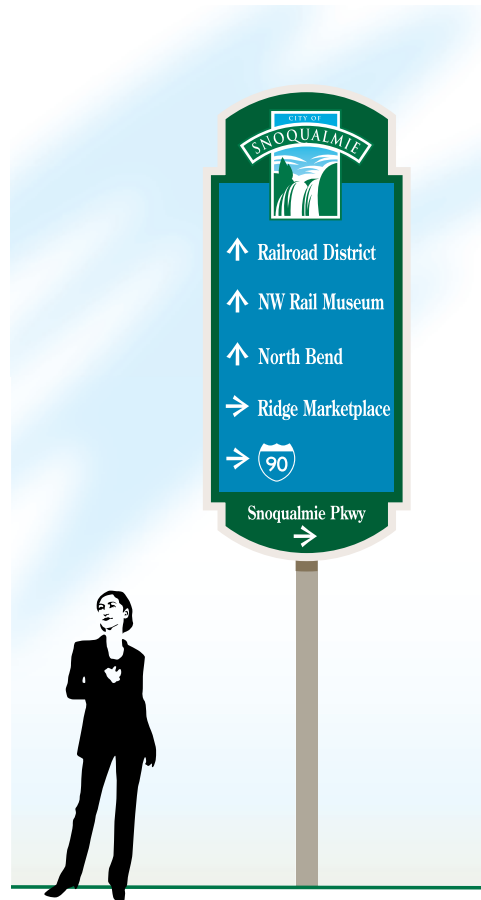 CITY OF
SNOQUALMIE
Railroad District
NW Rail Museum
North Bend
Ridge Marketplace
90
Snoqualmie Pkwy